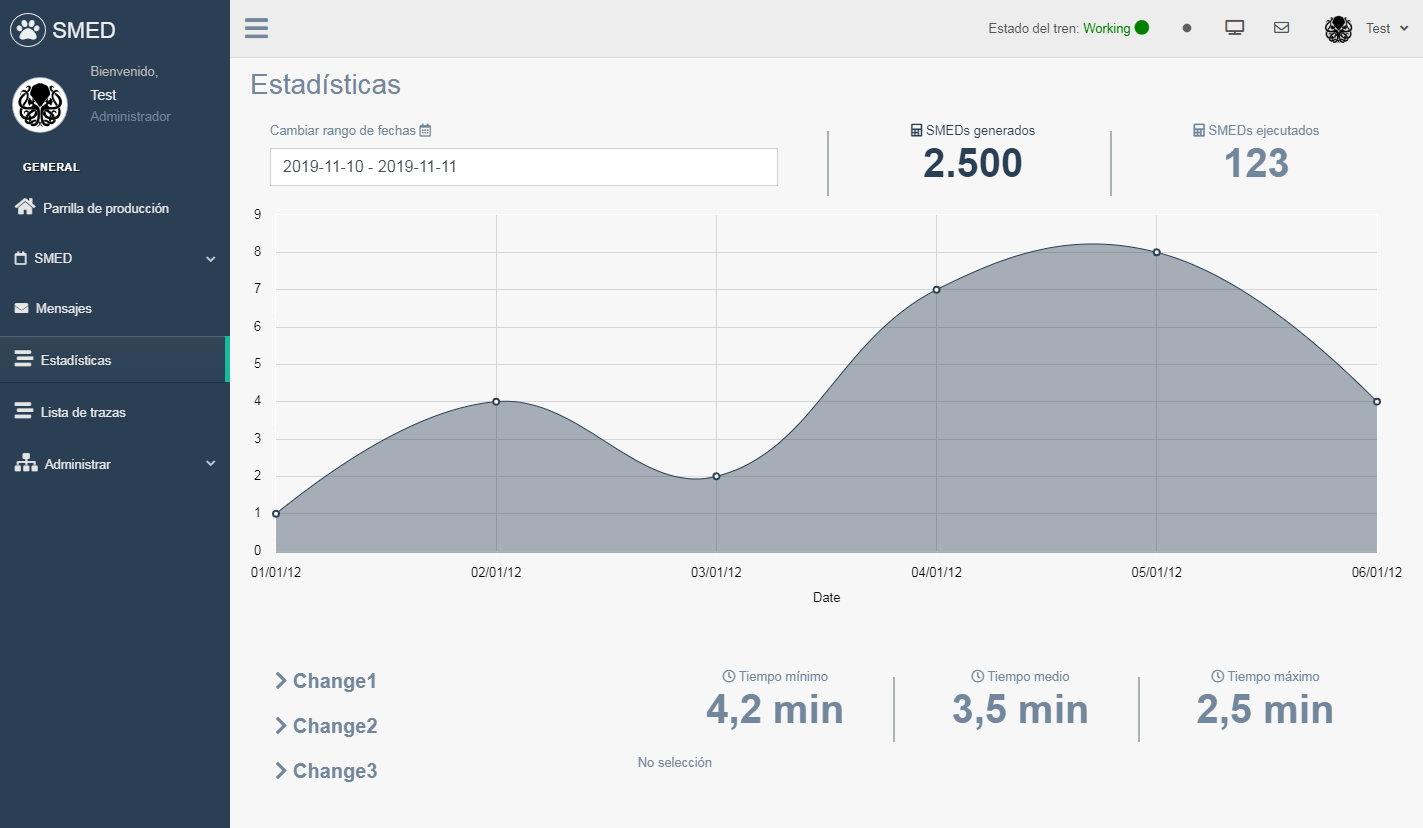 SMED
Bienvenido,
Test
Administrador
GENERAL
Parrilla de producción
SMED
Mensajes
Estadísticas
Lista de trazas
Administrar
Estado del tren: Working
Test
Estadísticas
Cambiar rango de fechas
2019-11-10 - 2019-11-11
SMEDs generados
2.500
SMEDs ejecutados
123
9
8
7
6
5
4
3
2
1
0
01/01/12 02/01/12 03/01/12 04/01/12 05/01/12 06/01/12
Date
Change1
Change2
Change3
Tiempo mínimo
4,2 min
Tiempo medio
3,5 min
Tiempo máximo
2,5 min
No selección